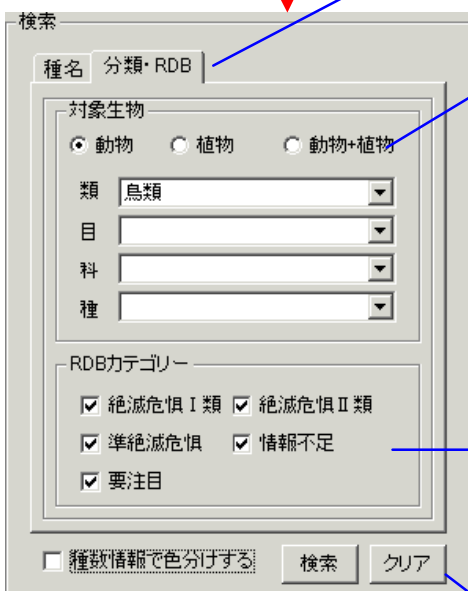 検索
種名 分類・RDB
対象生物
動物 植物 動物+植物
類 鳥類
目
科
種
RDBカテゴリー
絶滅危惧Ⅰ類 絶滅危惧Ⅱ類
準絶滅危惧 情報不足
要注目
種数情報で色分けする 検索 クリア